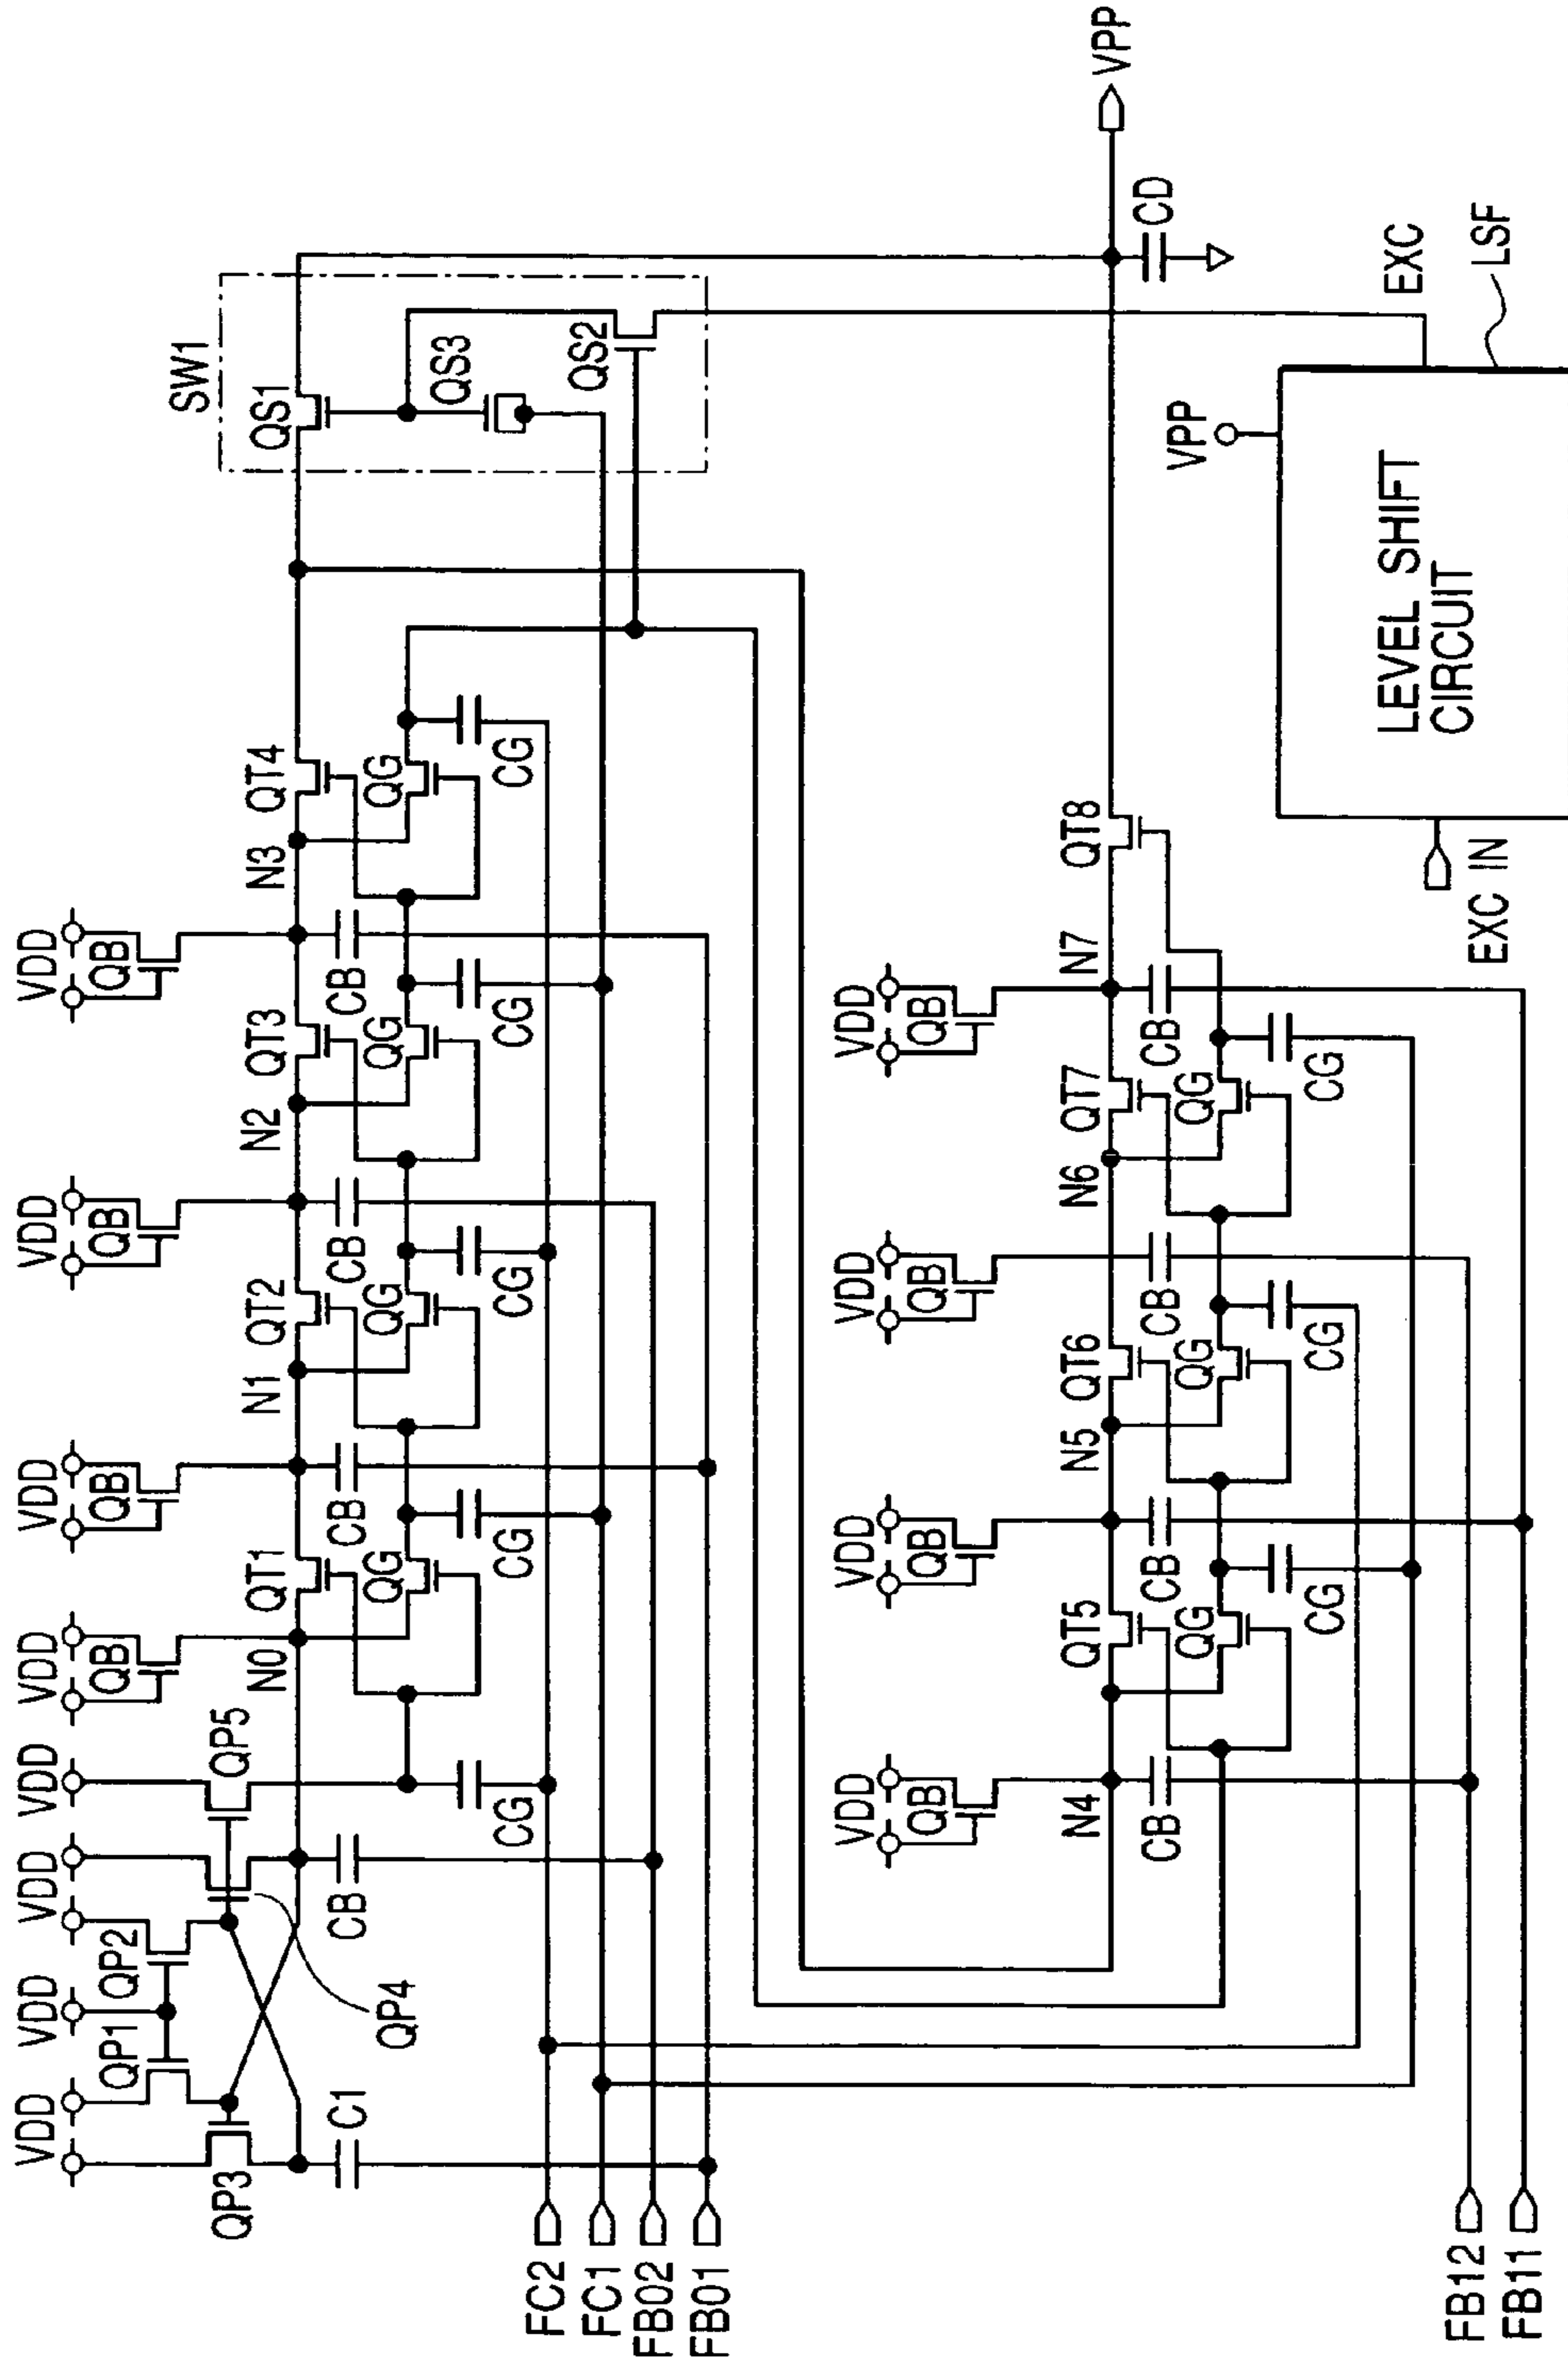 VDD VDD VDD VDD VDD VDD VDD VDD
QP1 QP2 QB QB QB QB
SW1
QP3 QP5
N0 QT1 N1 QT2 N2 QT3 N3 QT4 QS1
C1 CB CB CB CB
QP4 QG QG QG QG
QS3
CG CG CG CG CG
QS2
FC2
FC1
FB02
FB01
VDD VDD VDD VDD
QB QB QB QB
N4 QT5 N5 QT6 N6 QT7 N7 QT8 VPP
CB CB CB CB CD
QG QG QG
VPP
CG CG CG
EXC
LEVEL SHIFT
CIRCUIT
EXC IN
LSF
FB12
FB11